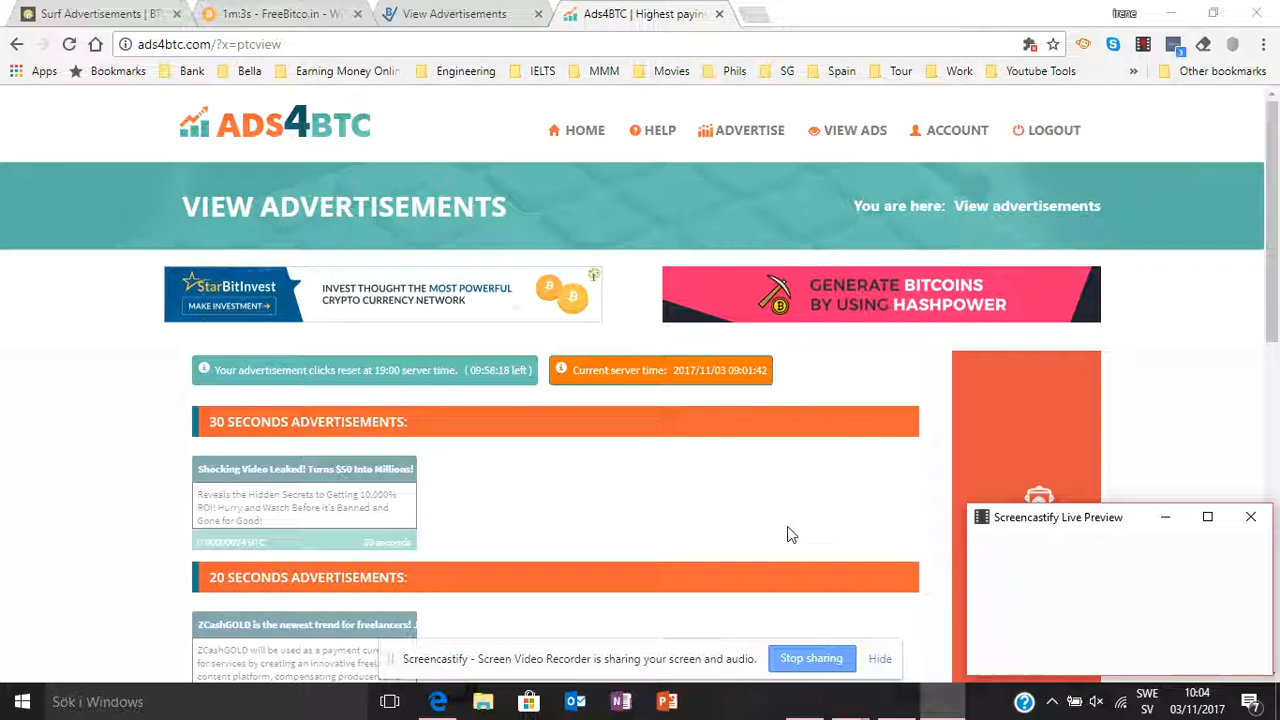 Surf Advertisements | BT
1m3s - FreeBitco.in - W
View Advertisements
Ads4BTC | Highest payin
irene
ads4btc.com/?x=ptcview
3
Apps Bookmarks Bank Bella Earning Money Onlin Engineering IELTS MMM Movies Phils SG Spain Tour Work Youtube Tools » Other bookmarks
ADS4BTC
HOME HELP ADVERTISE VIEW ADS ACCOUNT LOGOUT
VIEW ADVERTISEMENTS
You are here: View advertisements
StarBitInvest
MAKE INVESTMENT→
INVEST THOUGHT THE MOST POWERFUL
CRYPTO CURRENCY NETWORK
GENERATE BITCOINS
BY USING HASHPOWER
Your advertisement clicks reset at 19:00 server time. ( 09:58:18 left )
Current server time: 2017/11/03 09:01:42
30 SECONDS ADVERTISEMENTS:
Shocking Video Leaked! Turns $50 Into Millions!
Reveals the Hidden Secrets to Getting 10,000%
ROI! Hurry and Watch Before It's Banned and
Gone for Good!
30 seconds
20 SECONDS ADVERTISEMENTS:
ZCashGOLD is the newest trend for freelancers!
ZCashGOLD will be used as a payment cur
for services by creating an innovative freel
content platform, compensating producer
Screencastify Live Preview
Screencastify - Screen Video Recorder is sharing your screen and audio.
Stop sharing
Hide
Sök i Windows
SWE
SV
10:04
03/11/2017
7